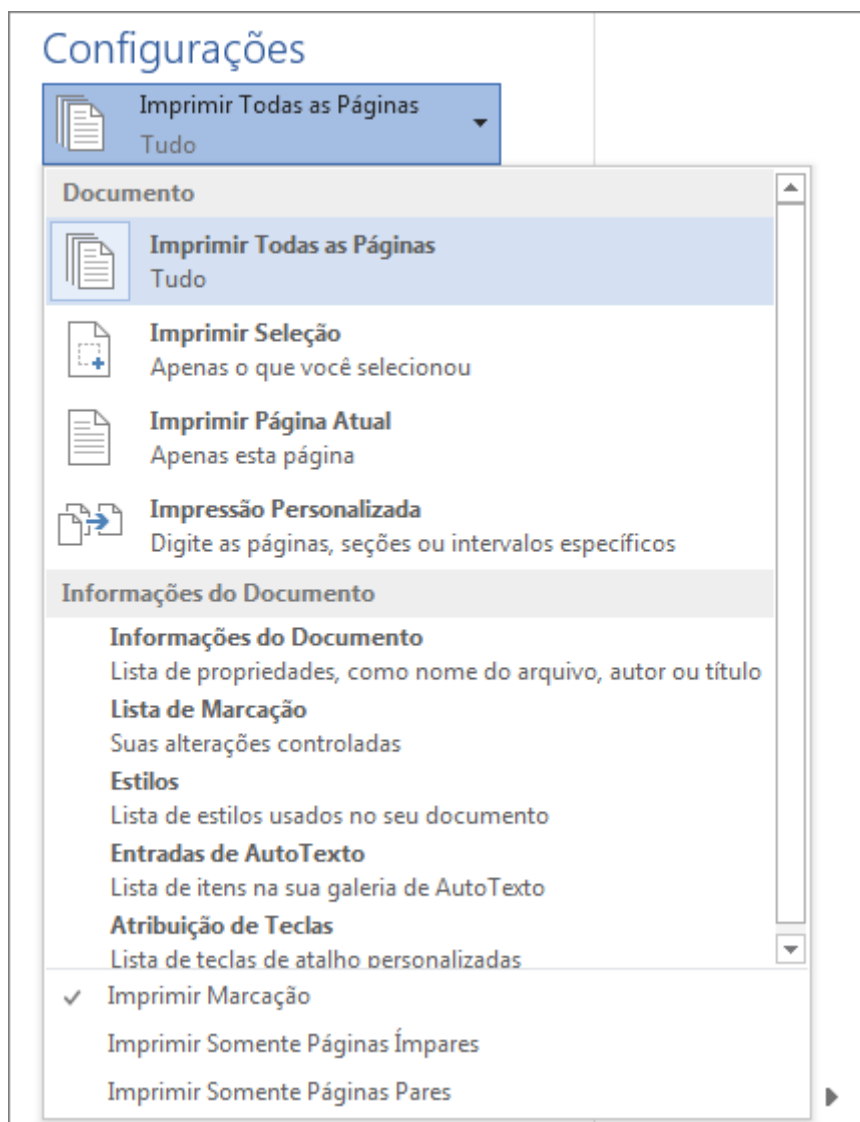 Configurações
Imprimir Todas as Páginas
Tudo
Documento
Imprimir Todas as Páginas
Tudo
Imprimir Seleção
Apenas o que você selecionou
Imprimir Página Atual
Apenas esta página
Impressão Personalizada
Digite as páginas, seções ou intervalos específicos
Informações do Documento
Informações do Documento
Lista de propriedades, como nome do arquivo, autor ou título
Lista de Marcação
Suas alterações controladas
Estilos
Lista de estilos usados no seu documento
Entradas de AutoTexto
Lista de itens na sua galeria de AutoTexto
Atribuição de Teclas
Lista de teclas de atalho personalizadas
Imprimir Marcação
Imprimir Somente Páginas Ímpares
Imprimir Somente Páginas Pares